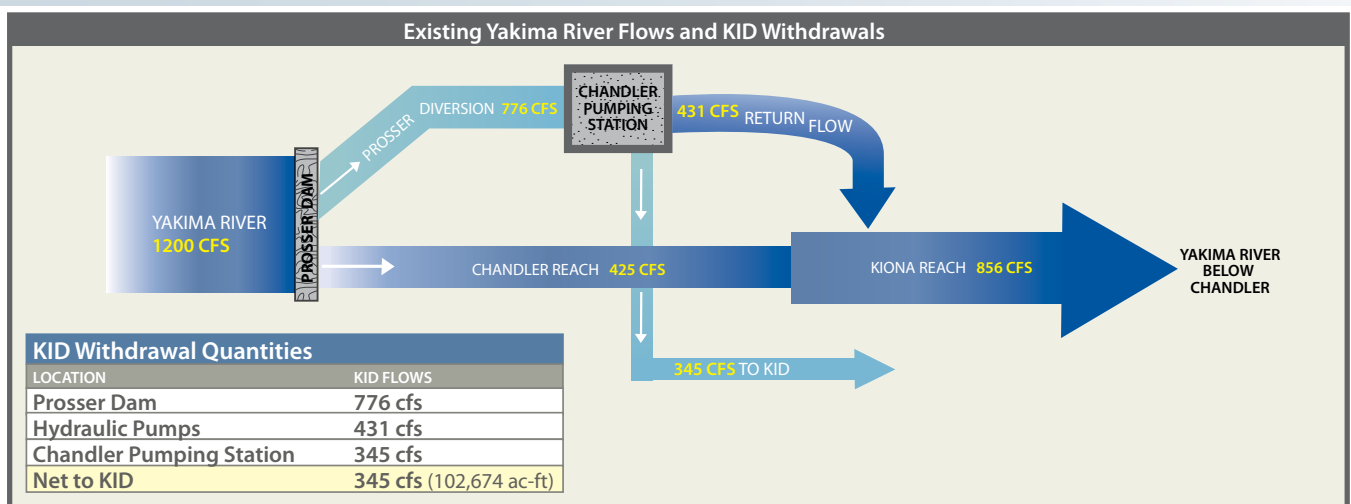 Existing Yakima River Flows and KID Withdrawals
CHANDLER
PUMPING
STATION
PROSSER DIVERSION 776 CFS
431 CFS RETURN FLOW
YAKIMA RIVER
1200 CFS
PROSSER DAM
CHANDLER REACH 425 CFS
KIONA REACH 856 CFS
YAKIMA RIVER
BELOW
CHANDLER
345 CFS TO KID
KID Withdrawal Quantities
LOCATION KID FLOWS
Prosser Dam 776 cfs
Hydraulic Pumps 431 cfs
Chandler Pumping Station 345 cfs
Net to KID 345 cfs (102,674 ac-ft)